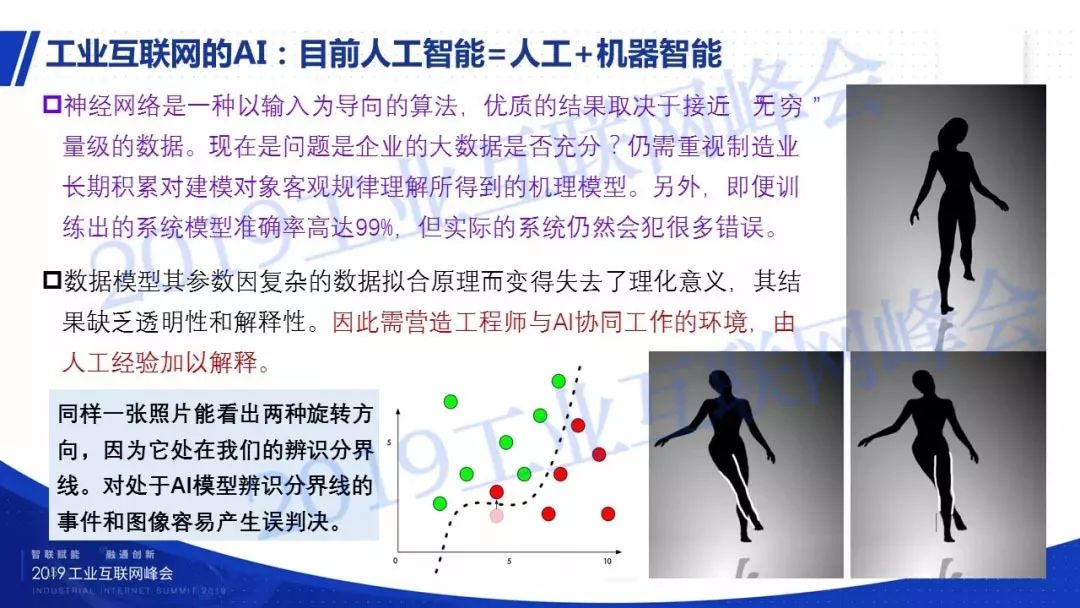 工业互联网的AI：目前人工智能=人工+机器智能
神经网络是一种以输入为导向的算法，优质的结果取决于接近 无穷"
量级的数据。现在是问题是企业的大数据是否充分？仍需重视制造业
长期积累对建模对象客观规律理解所得到的机理模型。另外，即便训
练出的系统模型准确率高达99%，但实际的系统仍然会犯很多错误。
数据模型其参数因复杂的数据拟合原理而变得失去了理化意义，其结
果缺乏透明性和解释性。因此需营造工程师与AI协同工作的环境，由
人工经验加以解释。
同样一张照片能看出两种旋转方
向，因为它处在我们的辨识分界
线。对处于AI模型辨识分界线的
事件和图像容易产生误判决。
5
0
5
10
2019工业互联网峰会
2019工业互联网峰会
智联赋能 融通创新
2019工业互联网峰会
INDUSTRIAL INTERNET SUMMIT 2019